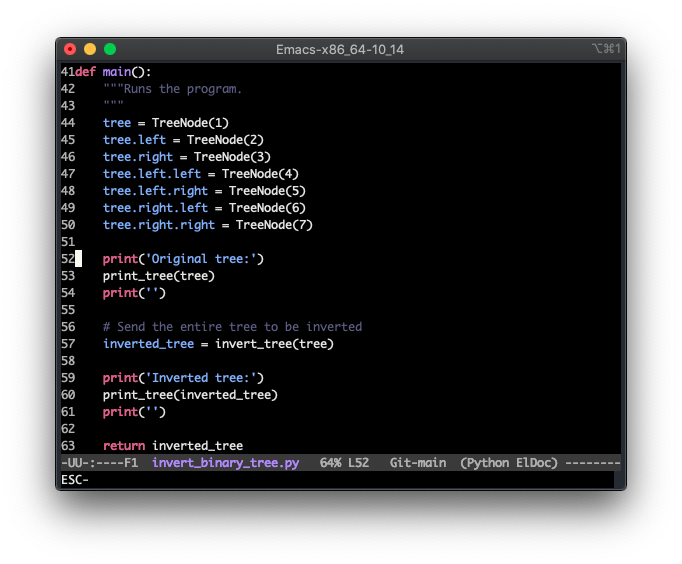 Emacs-x86_64-10_14 ⌥⌘1
41def main():
42    """Runs the program.
43    """
44    tree = TreeNode(1)
45    tree.left = TreeNode(2)
46    tree.right = TreeNode(3)
47    tree.left.left = TreeNode(4)
48    tree.left.right = TreeNode(5)
49    tree.right.left = TreeNode(6)
50    tree.right.right = TreeNode(7)
51
52    print('Original tree:')
53    print_tree(tree)
54    print('')
55
56    # Send the entire tree to be inverted
57    inverted_tree = invert_tree(tree)
58
59    print('Inverted tree:')
60    print_tree(inverted_tree)
61    print('')
62
63    return inverted_tree
-UU-:----F1  invert_binary_tree.py   64% L52   Git-main  (Python ElDoc) --------
ESC-